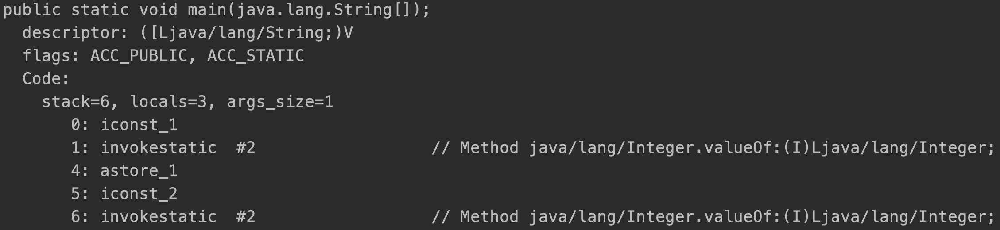 public static void main(java.lang.String[]);
  descriptor: ([Ljava/lang/String;)V
  flags: ACC_PUBLIC, ACC_STATIC
  Code:
    stack=6, locals=3, args_size=1
       0: iconst_1
       1: invokestatic  #2                  // Method java/lang/Integer.valueOf:(I)Ljava/lang/Integer;
       4: astore_1
       5: iconst_2
       6: invokestatic  #2                  // Method java/lang/Integer.valueOf:(I)Ljava/lang/Integer;